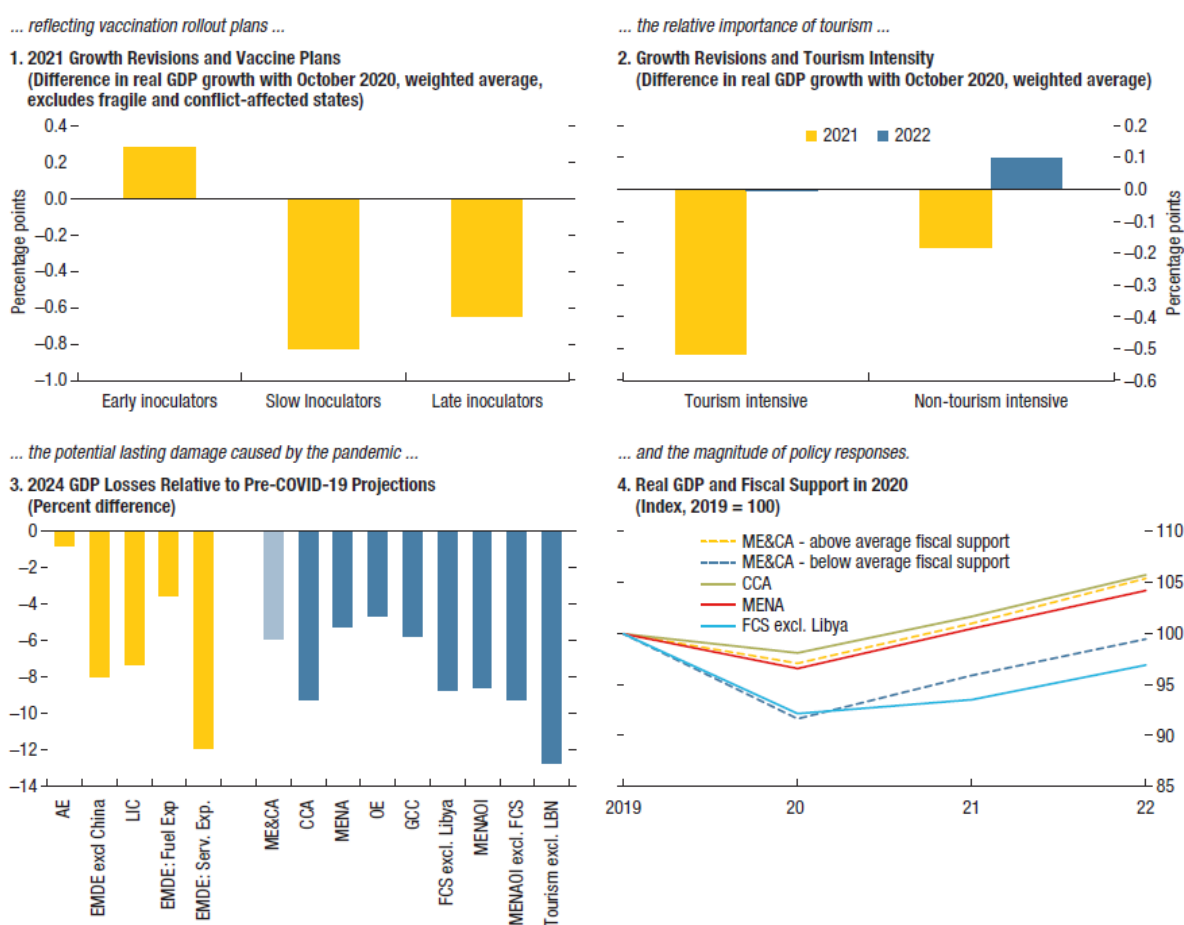 ... reflecting vaccination rollout plans ...
1. 2021 Growth Revisions and Vaccine Plans
(Difference in real GDP growth with October 2020, weighted average,
excludes fragile and conflict-affected states)
0.4
0.2
0.0
–0.2
–0.4
–0.6
–0.8
–1.0
Percentage points
Early inoculators
Slow Inoculators
Late inoculators
... the relative importance of tourism ...
2. Growth Revisions and Tourism Intensity
(Difference in real GDP growth with October 2020, weighted average)
2021
2022
0.2
0.1
0.0
–0.1
–0.2
–0.3
–0.4
–0.5
–0.6
Percentage points
Tourism intensive
Non-tourism intensive
... the potential lasting damage caused by the pandemic ...
3. 2024 GDP Losses Relative to Pre-COVID-19 Projections
(Percent difference)
0
–2
–4
–6
–8
–10
–12
–14
AE
EMDE excl China
LIC
EMDE: Fuel Exp
EMDE: Serv. Exp.
ME&CA
CCA
MENA
OE
GCC
FCS excl. Libya
MENAOI
MENAOI excl. FCS
Tourism excl. LBN
... and the magnitude of policy responses.
4. Real GDP and Fiscal Support in 2020
(Index, 2019 = 100)
ME&CA - above average fiscal support
ME&CA - below average fiscal support
CCA
MENA
FCS excl. Libya
110
105
100
95
90
85
2019
20
21
22